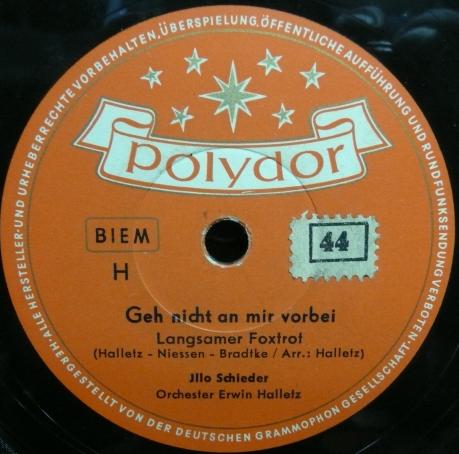 ALLE HERSTELLER- UND URHEBERRECHTE VORBEHALTEN, ÜBERSPIELUNG, ÖFFENTLICHE AUFFÜHRUNG UND RUNDFUNKSENDUNG VERBOTEN.
polydor
BIEM
44
H
Geh nicht an mir vorbei
Langsamer Foxtrot
(Halletz - Niessen - Bradtke / Arr.: Halletz)
Jllo Schieder
Orchester Erwin Halletz
HERGESTELLT VON DER DEUTSCHEN GRAMMOPHON GESELLSCHAFT